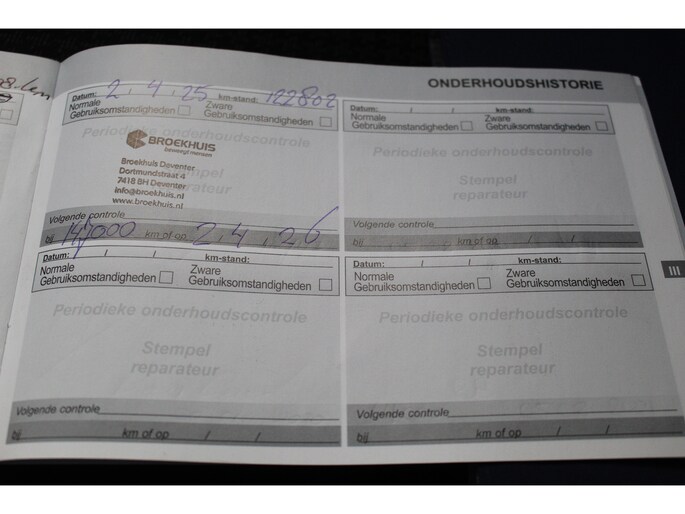 98.km
ONDERHOUDSHISTORIE
Datum: 2, 4, 25 km-stand: 122802
Normale Gebruiksomstandigheden
Zware Gebruiksomstandigheden
Periodieke onderhoudscontrole
Stempel
reparateur
BROEKHUIS
beweegt mensen
Broekhuis Deventer
Dortmundstraat 4
7418 BH Deventer
info@broekhuis.nl
www.broekhuis.nl
Volgende controle
bij 147000 km of op 2, 4, 26
Datum: / / km-stand:
Normale Gebruiksomstandigheden
Zware Gebruiksomstandigheden
Periodieke onderhoudscontrole
Stempel
reparateur
Volgende controle
bij km of op / /
Datum: / / km-stand:
Normale Gebruiksomstandigheden
Zware Gebruiksomstandigheden
Periodieke onderhoudscontrole
Stempel
reparateur
Volgende controle
bij km of op / /
Datum: / / km-stand:
Normale Gebruiksomstandigheden
Zware Gebruiksomstandigheden
Periodieke onderhoudscontrole
Stempel
reparateur
Volgende controle
bij km of op / /
III